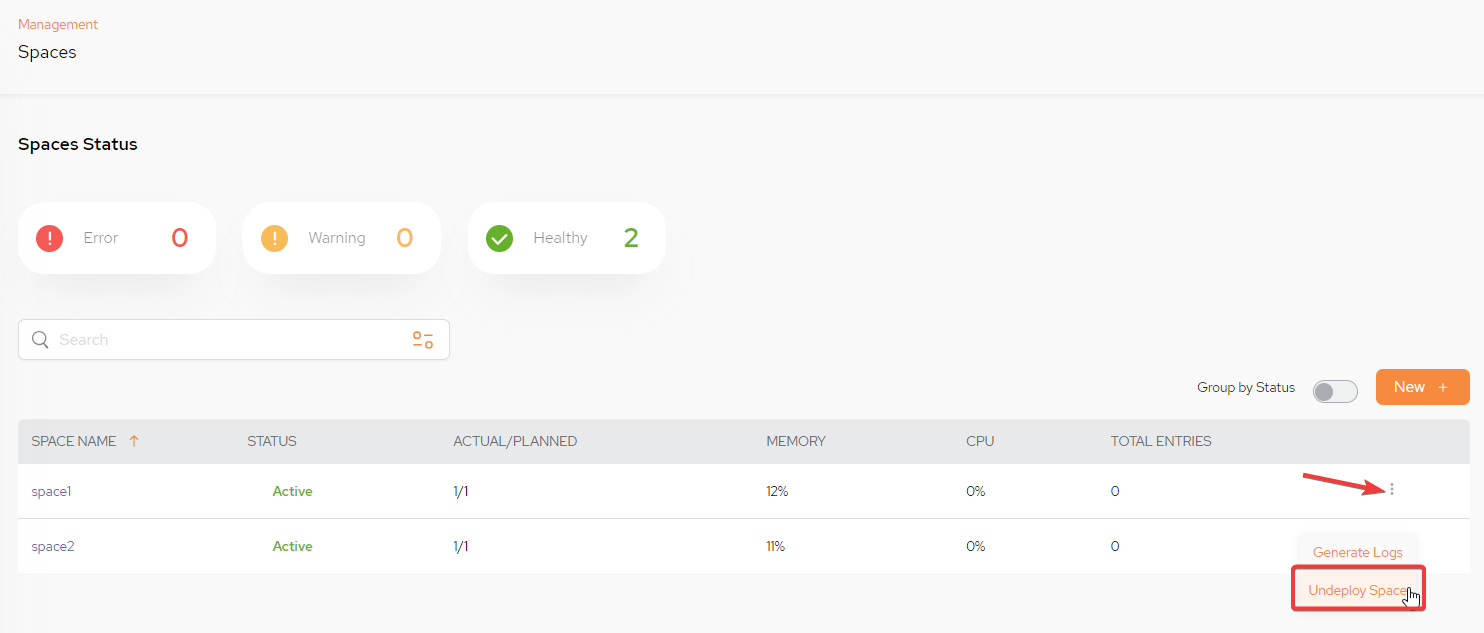 Management
Spaces
Spaces Status
! Error 0
! Warning 0
Healthy 2
Search
Group by Status
New +
SPACE NAME ↑ STATUS ACTUAL/PLANNED MEMORY CPU TOTAL ENTRIES
space1 Active 1/1 12% 0% 0
space2 Active 1/1 11% 0% 0
Generate Logs
Undeploy Space